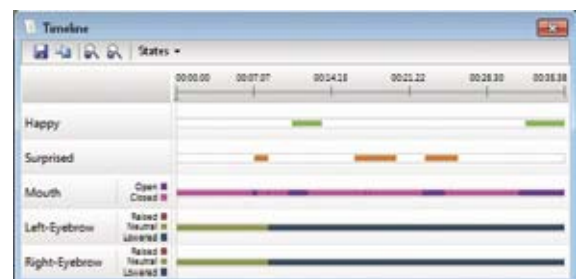 Timeline
States
00:00.00 00:07.07 00:14.15 00:21.22 00:28.30 00:35.38
Happy
Surprised
Mouth
Open
Closed
Left-Eyebrow
Raised
Neutral
Lowered
Right-Eyebrow
Raised
Neutral
Lowered